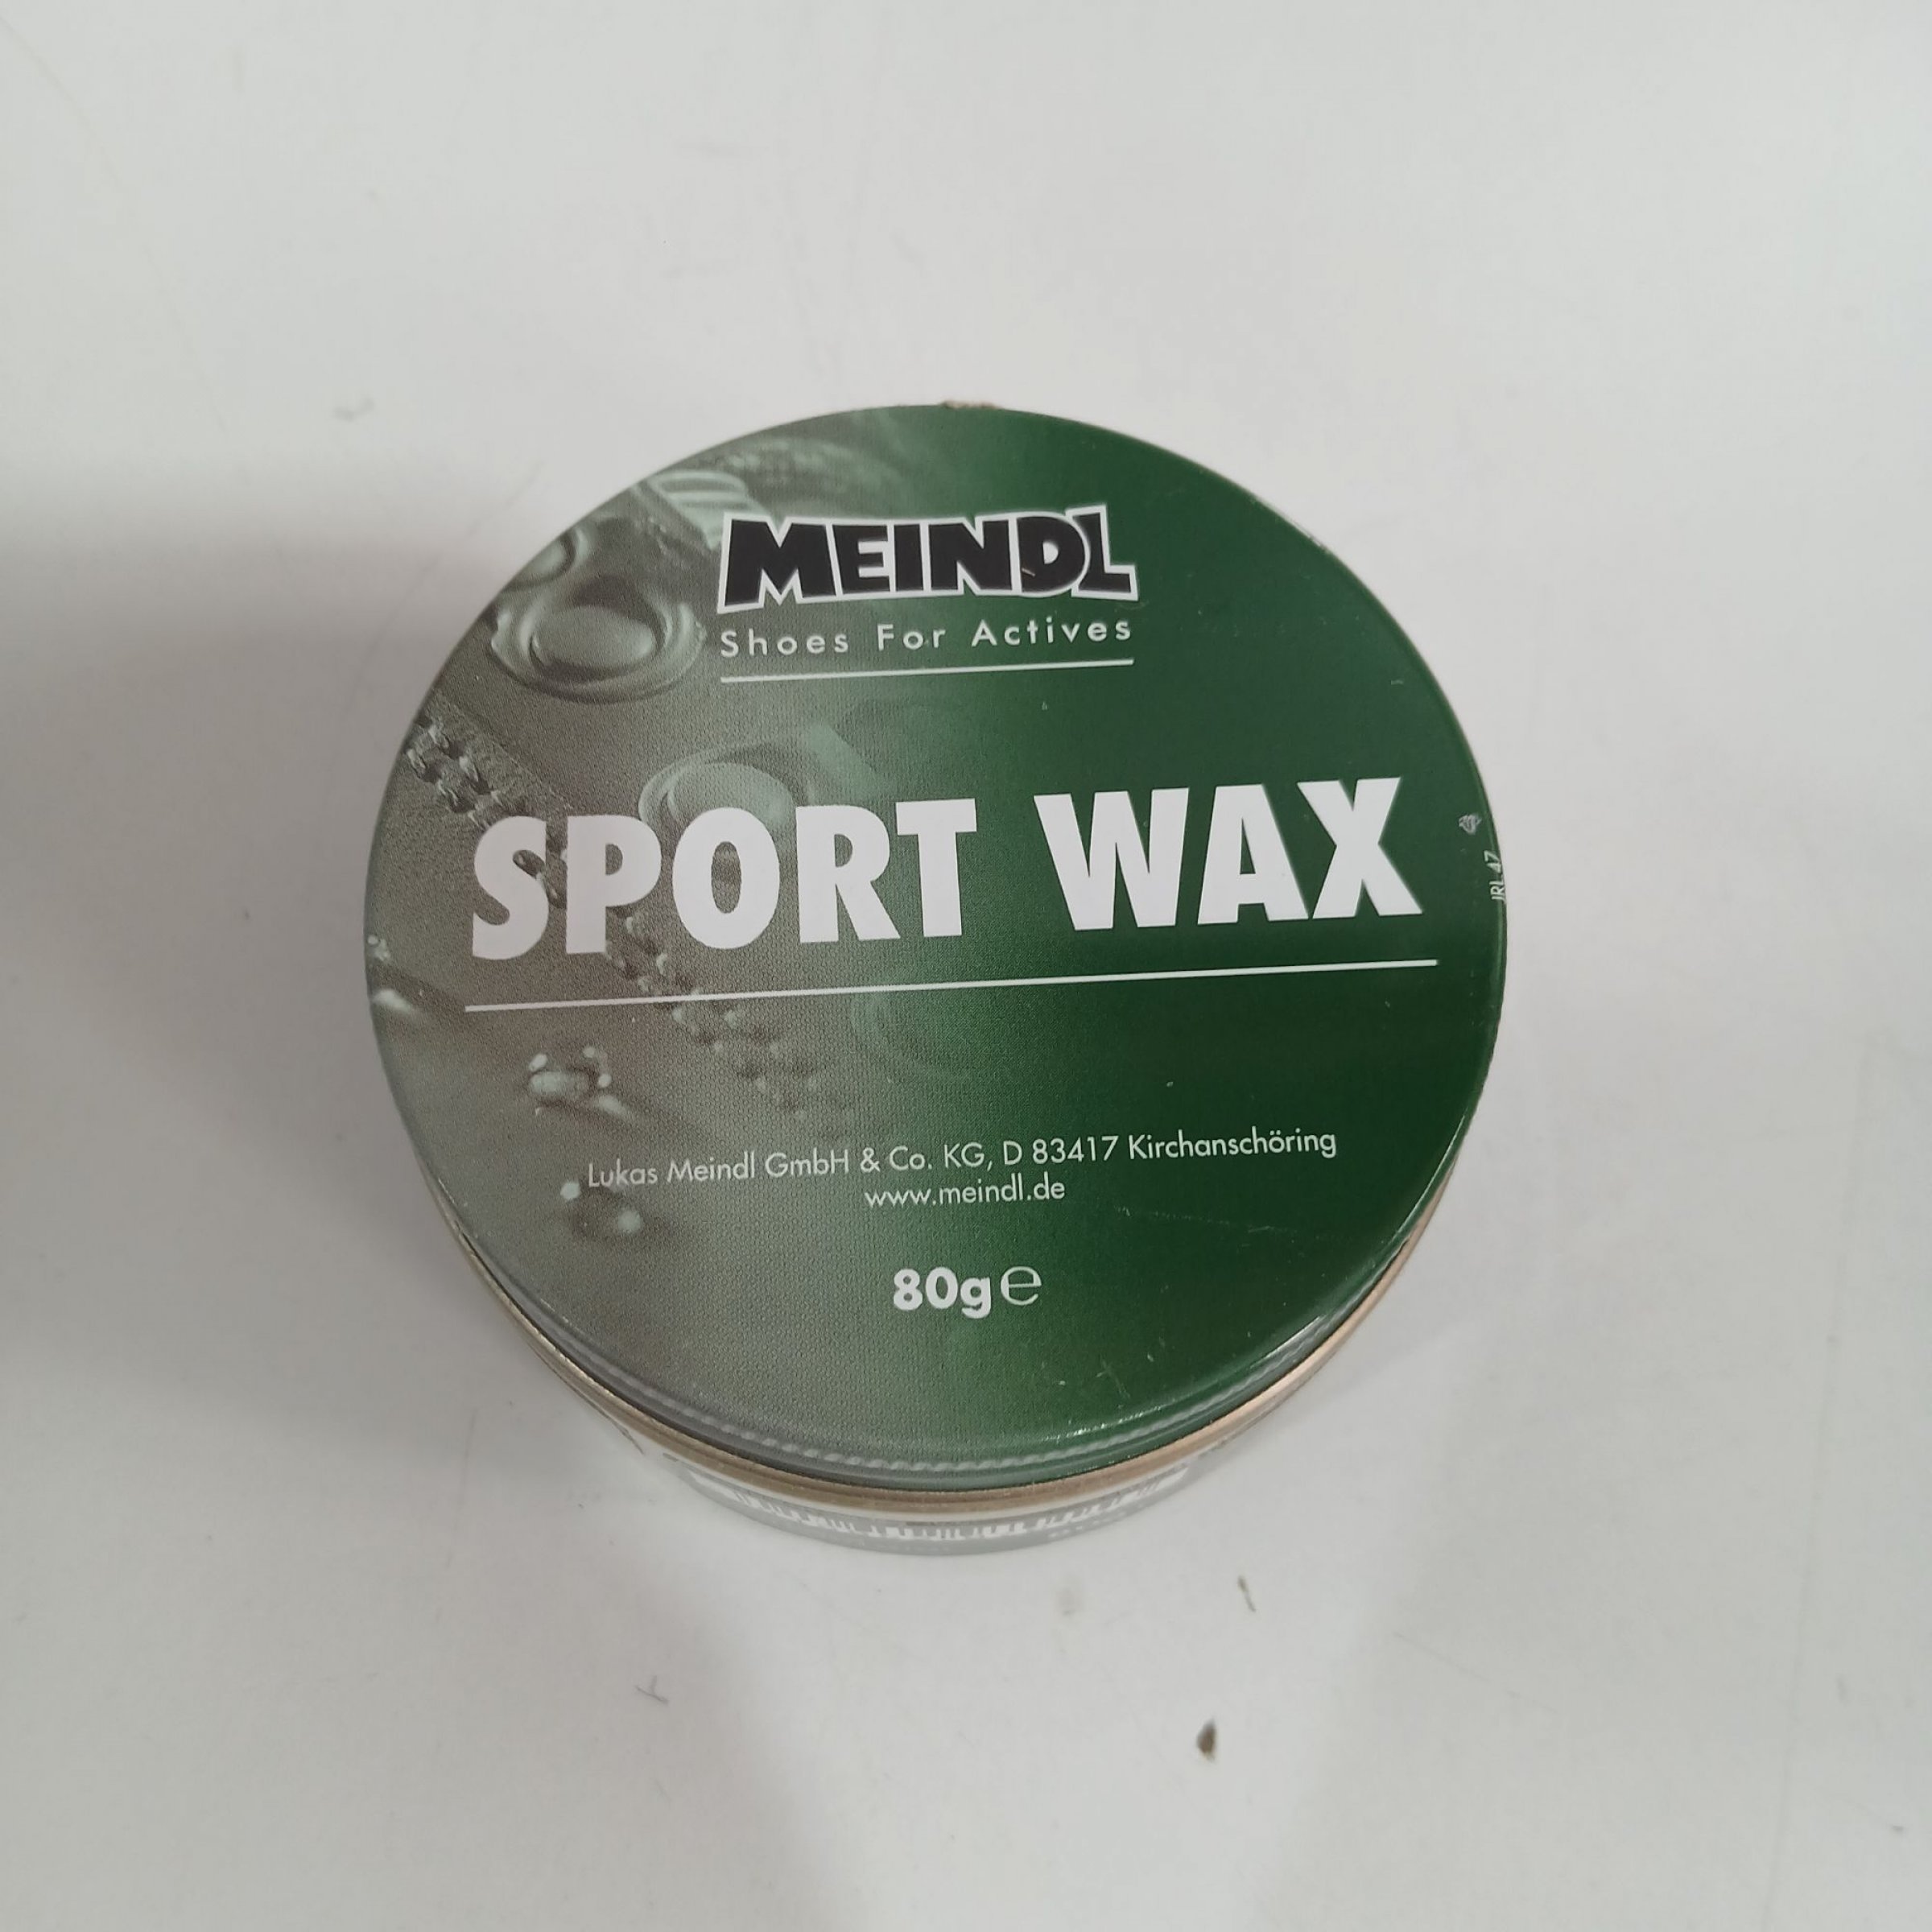 MEINDL
Shoes For Actives
SPORT WAX
Lukas Meindl GmbH & Co. KG, D 83417 Kirchanschöring
www.meindl.de
80g ℮